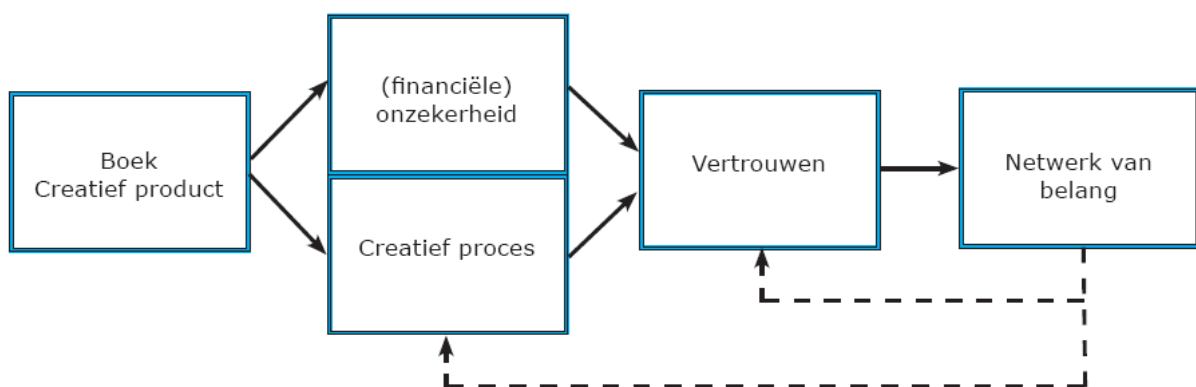 Boek
Creatief product
(financiële)
onzekerheid
Creatief proces
Vertrouwen
Netwerk van
belang